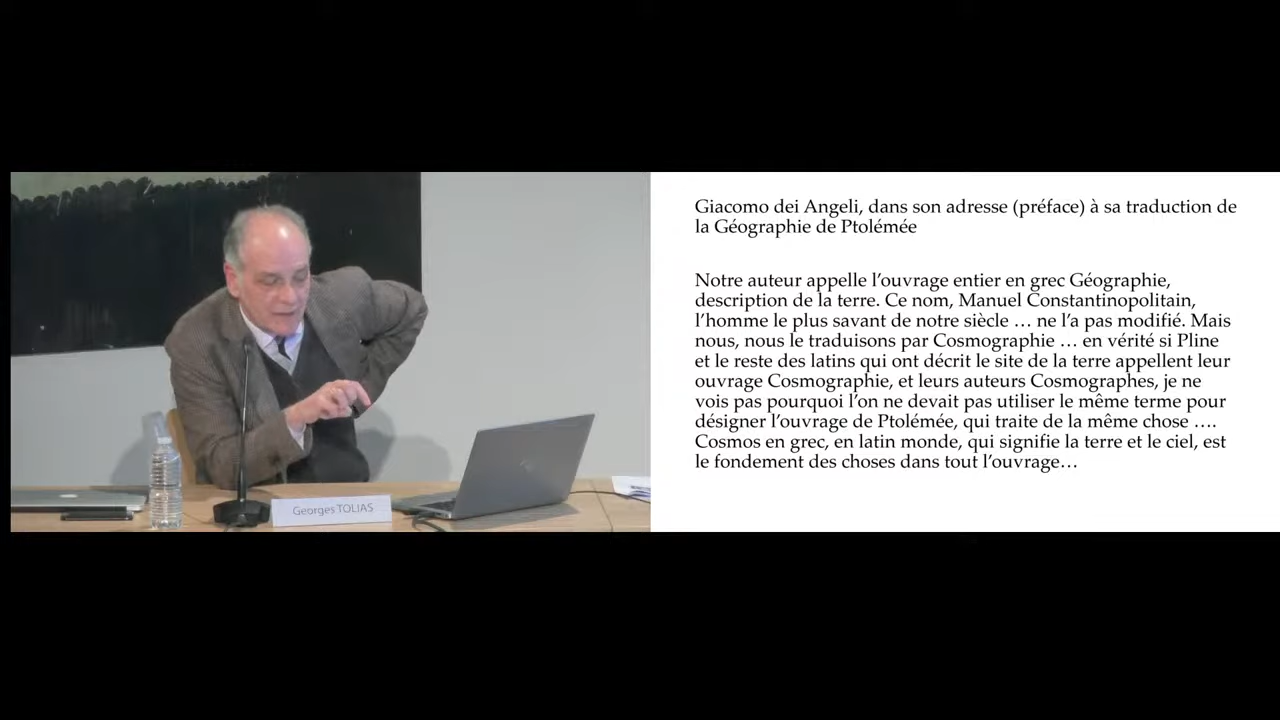 Giacomo dei Angeli, dans son adresse (préface) à sa traduction de
la Géographie de Ptolémée
Notre auteur appelle l’ouvrage entier en grec Géographie,
description de la terre. Ce nom, Manuel Constantinopolitain,
l’homme le plus savant de notre siècle … ne l’a pas modifié. Mais
nous, nous le traduisons par Cosmographie … en vérité si Pline
et le reste des latins qui ont décrit le site de la terre appellent leur
ouvrage Cosmographie, et leurs auteurs Cosmographes, je ne
vois pas pourquoi l’on ne devait pas utiliser le même terme pour
désigner l’ouvrage de Ptolémée, qui traite de la même chose ….
Cosmos en grec, en latin monde, qui signifie la terre et le ciel, est
le fondement des choses dans tout l’ouvrage…
Georges TOLIAS